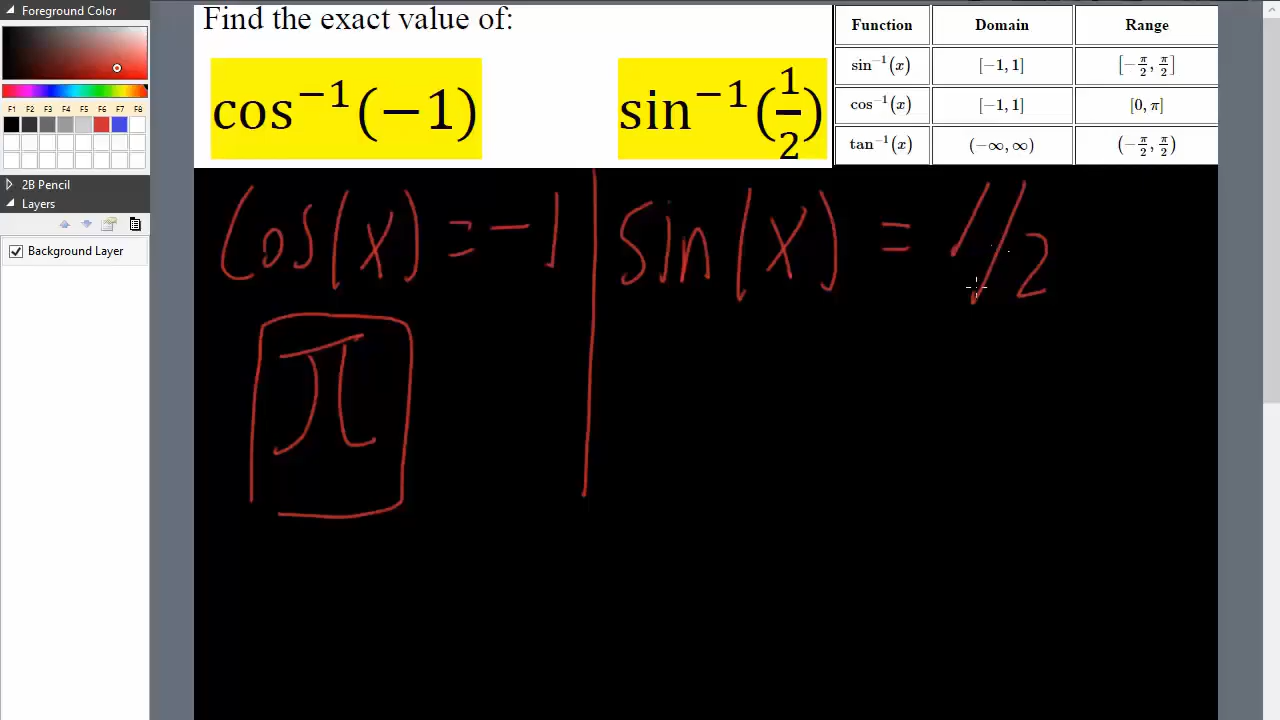 Foreground Color
F1 F2 F3 F4 F5 F6 F7 F8
2B Pencil
Layers
Background Layer
Find the exact value of:
cos⁻¹(−1)
sin⁻¹(1/2)
Function Domain Range
sin⁻¹(x) [−1, 1] [−π/2, π/2]
cos⁻¹(x) [−1, 1] [0, π]
tan⁻¹(x) (−∞, ∞) (−π/2, π/2)
Cos(x) = −1
Sin(x) = 1/2
π